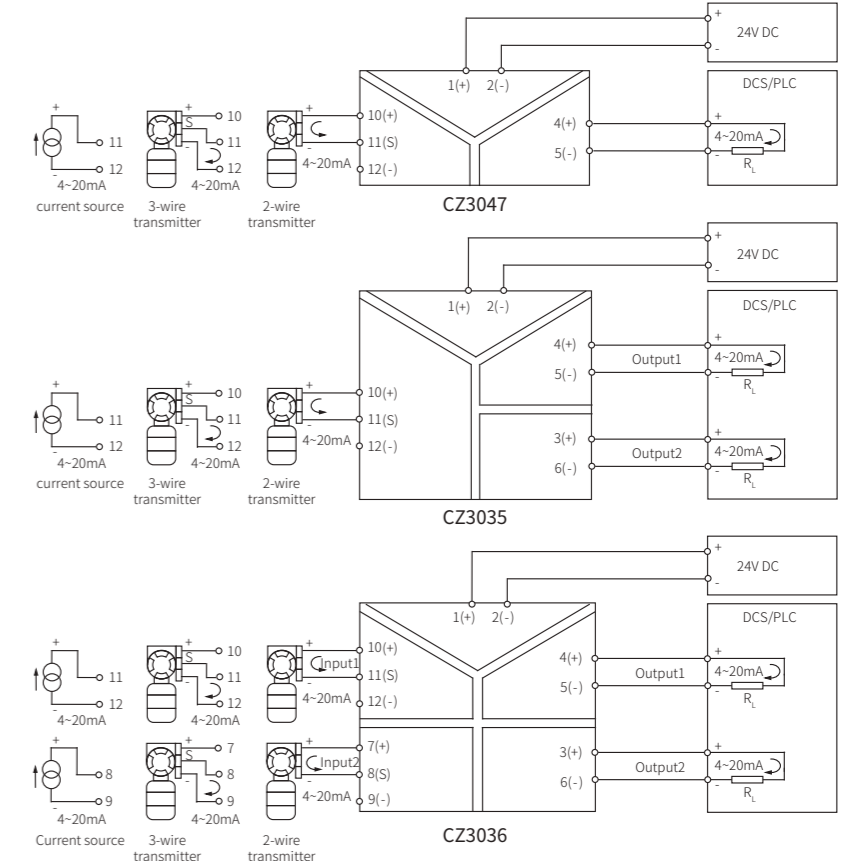 +
24V DC
-
1(+) 2(-)
DCS/PLC
+ + +
10 10(+) 4(+) +
S 4~20mA
11 11 11(S) 5(-) -
12 12 4~20mA 12(-) R_L
- - -
4~20mA 4~20mA
current source 3-wire 2-wire CZ3047
transmitter transmitter
+
24V DC
-
1(+) 2(-)
DCS/PLC
4(+) +
Output1 4~20mA
5(-) -
R_L
+ + +
10 10(+)
S
11 11 11(S)
12 12 4~20mA 12(-)
- - -
4~20mA 4~20mA
3(+) +
Output2 4~20mA
6(-) -
R_L
current source 3-wire 2-wire
transmitter transmitter
CZ3035
+
24V DC
-
1(+) 2(-)
DCS/PLC
+ + +
10 10(+) 4(+) +
S Input1 Output1 4~20mA
11 11 11(S) 5(-) -
12 12 4~20mA 12(-) R_L
- - -
4~20mA 4~20mA
+ + +
7 7(+) 3(+) +
S Input2 Output2 4~20mA
8 8 8(S) 6(-) -
9 9 4~20mA 9(-) R_L
- - -
4~20mA 4~20mA
Current source 3-wire 2-wire CZ3036
transmitter transmitter